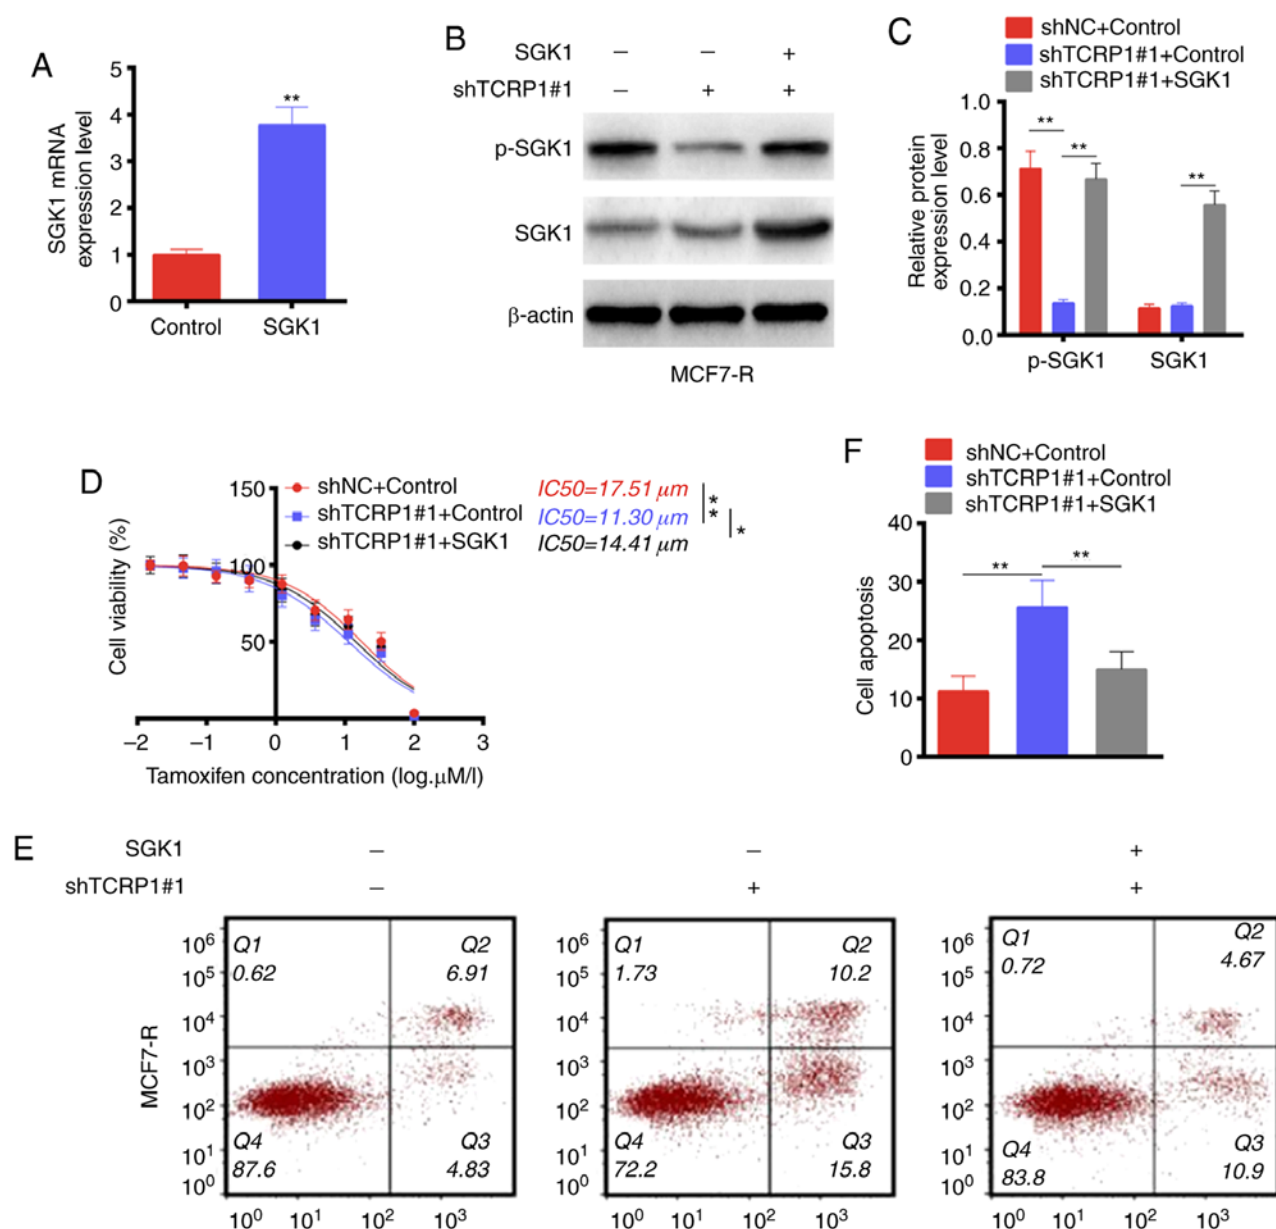 A
SGK1 mRNA
expression level
5
4
3
2
1
0
**
Control
SGK1
B
SGK1 – – +
shTCRP1#1 – + +
p-SGK1
SGK1
β-actin
MCF7-R
C
shNC+Control
shTCRP1#1+Control
shTCRP1#1+SGK1
Relative protein
expression level
1.0
0.8
0.6
0.4
0.2
0.0
**
**
**
p-SGK1
SGK1
D
Cell viability (%)
150
100
50
shNC+Control
IC50=17.51 μm
shTCRP1#1+Control
IC50=11.30 μm
shTCRP1#1+SGK1
IC50=14.41 μm
**
*
–2 –1 0 1 2 3
Tamoxifen concentration (log.μM/l)
F
shNC+Control
shTCRP1#1+Control
shTCRP1#1+SGK1
Cell apoptosis
40
30
20
10
0
**
**
E
SGK1 – – +
shTCRP1#1 – + +
MCF7-R
10⁶
10⁵
10⁴
10³
10²
10¹
10⁰
Q1
0.62
Q2
6.91
Q4
87.6
Q3
4.83
10⁰ 10¹ 10² 10³
10⁶
10⁵
10⁴
10³
10²
10¹
10⁰
Q1
1.73
Q2
10.2
Q4
72.2
Q3
15.8
10⁰ 10¹ 10² 10³
10⁶
10⁵
10⁴
10³
10²
10¹
10⁰
Q1
0.72
Q2
4.67
Q4
83.8
Q3
10.9
10⁰ 10¹ 10² 10³